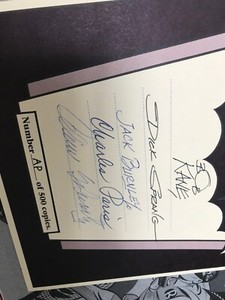 BOB
KANE
DICK SPRANG
JACK BURNLEY
Charles Paris
Number AP of 500 copies.